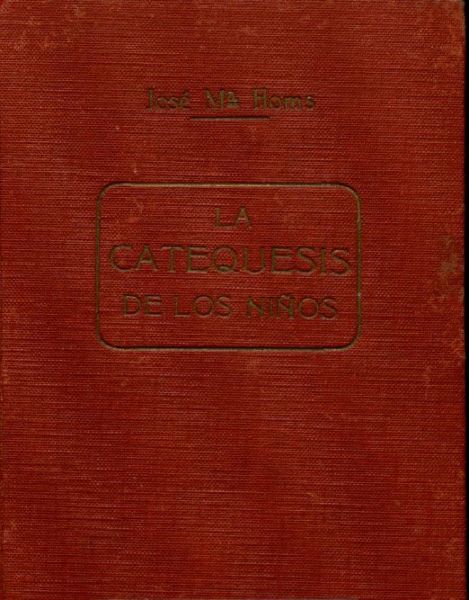 José Mª Homs
LA
CATEQUESIS
DE LOS NIÑOS